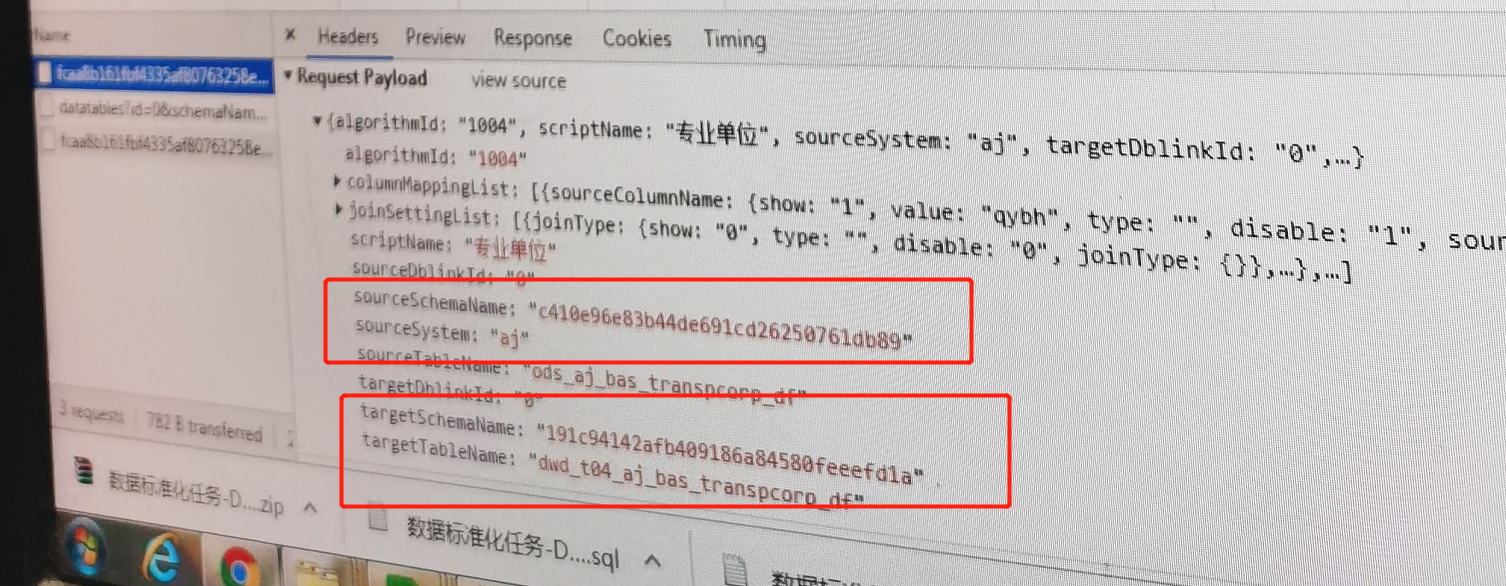 Name
× Headers Preview Response Cookies Timing
fcaa8b161fbf4335af80763258e...
datatables?id=0&schemaNam...
fcaa8b161fbf4335af80763258e...
▼Request Payload view source
▼{algorithmId: "1004", scriptName: "专业单位", sourceSystem: "aj", targetDblinkId: "0",…}
algorithmId: "1004"
▶columnMappingList: [{sourceColumnName: {show: "1", value: "qybh", type: "", disable: "1", sour
▶joinSettingList: [{joinType: {show: "0", type: "", disable: "0", joinType: {}},…},…]
scriptName: "专业单位"
sourceDblinkId: "0"
sourceSchemaName: "c410e96e83b44de691cd26250761db89"
sourceSystem: "aj"
sourceTableName: "ods_aj_bas_transpcorp_df"
targetDblinkId: "0"
targetSchemaName: "191c94142afb409186a84580feeefd1a"
targetTableName: "dwd_t04_aj_bas_transpcorp_df"
3 requests 782 B transferred
数据标准化任务-D....zip
数据标准化任务-D....sql